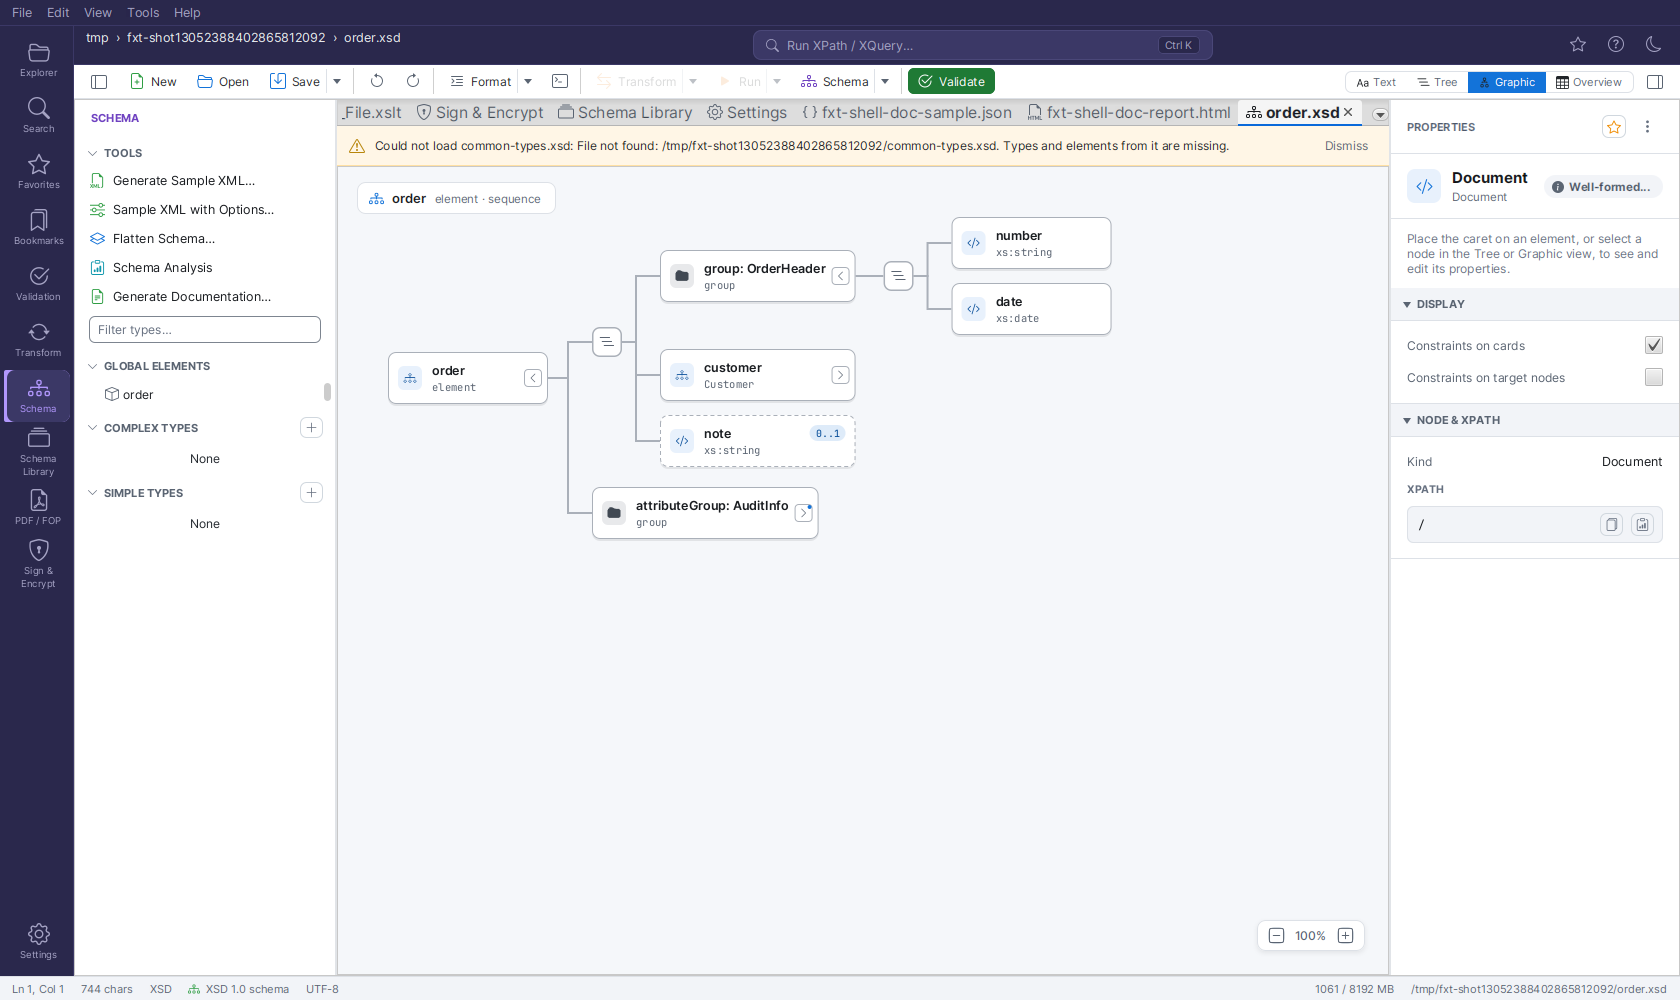 File Edit View Tools Help
tmp › fxt-shot13052388402865812092 › order.xsd
Run XPath / XQuery... Ctrl K
New Open Save Format Transform Run Schema Validate
Aa Text Tree Graphic Overview
Explorer
Search
Favorites
Bookmarks
Validation
Transform
Schema
Schema
Library
PDF / FOP
Sign &
Encrypt
Settings
SCHEMA
TOOLS
Generate Sample XML...
Sample XML with Options...
Flatten Schema...
Schema Analysis
Generate Documentation...
Filter types...
GLOBAL ELEMENTS
order
COMPLEX TYPES
None
SIMPLE TYPES
None
_File.xslt Sign & Encrypt Schema Library Settings { } fxt-shell-doc-sample.json fxt-shell-doc-report.html order.xsd
Could not load common-types.xsd: File not found: /tmp/fxt-shot13052388402865812092/common-types.xsd. Types and elements from it are missing. Dismiss
order element · sequence
order
element
group: OrderHeader
group
number
xs:string
date
xs:date
customer
Customer
note 0..1
xs:string
attributeGroup: AuditInfo
group
100%
PROPERTIES
Document
Document
Well-formed...
Place the caret on an element, or select a
node in the Tree or Graphic view, to see and
edit its properties.
DISPLAY
Constraints on cards
Constraints on target nodes
NODE & XPATH
Kind Document
XPATH
/
Ln 1, Col 1 744 chars XSD XSD 1.0 schema UTF-8 1061 / 8192 MB /tmp/fxt-shot13052388402865812092/order.xsd